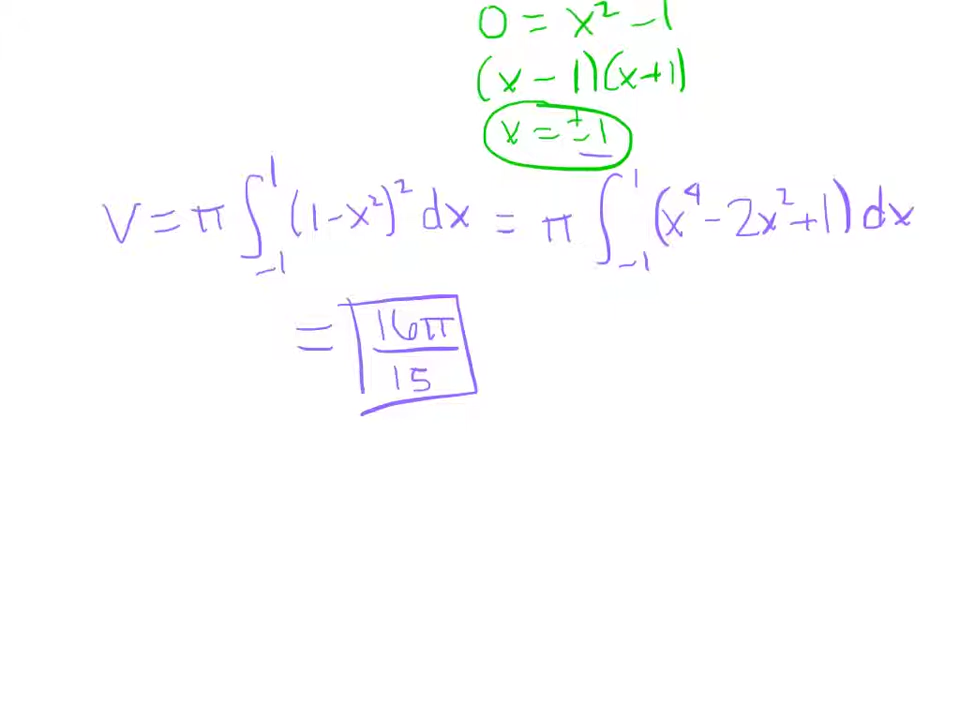 0 = x² - 1
(x - 1)(x+1)
x = ±1
V = π ∫₋₁¹ (1-x²)² dx = π ∫₋₁¹ (x⁴ - 2x² + 1) dx
= 16π/15